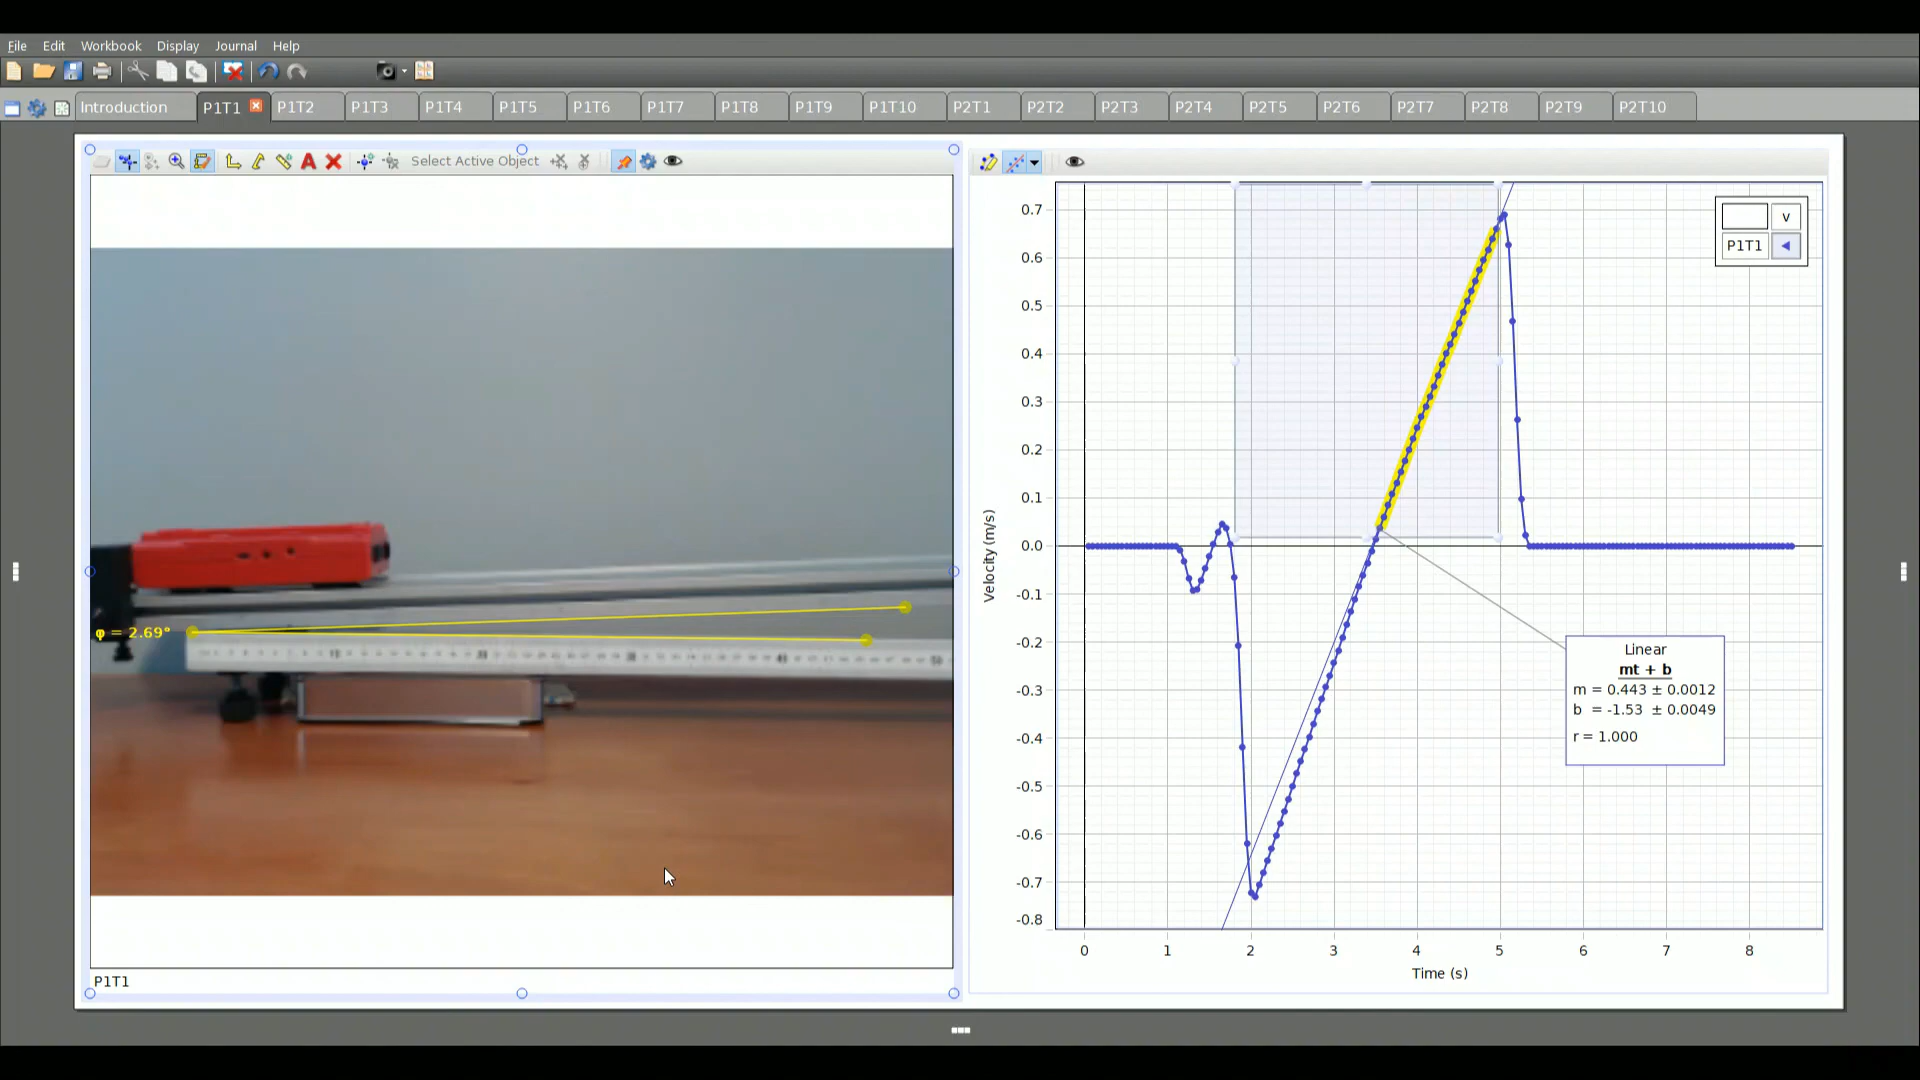 File Edit Workbook Display Journal Help
Introduction P1T1 P1T2 P1T3 P1T4 P1T5 P1T6 P1T7 P1T8 P1T9 P1T10 P2T1 P2T2 P2T3 P2T4 P2T5 P2T6 P2T7 P2T8 P2T9 P2T10
A Select Active Object
φ = 2.69°
P1T1
0.7
0.6
0.5
0.4
0.3
0.2
0.1
0.0
-0.1
-0.2
-0.3
-0.4
-0.5
-0.6
-0.7
-0.8
Velocity (m/s)
v
P1T1
Linear
mt + b
m = 0.443 ± 0.0012
b = -1.53 ± 0.0049
r = 1.000
0 1 2 3 4 5 6 7 8
Time (s)